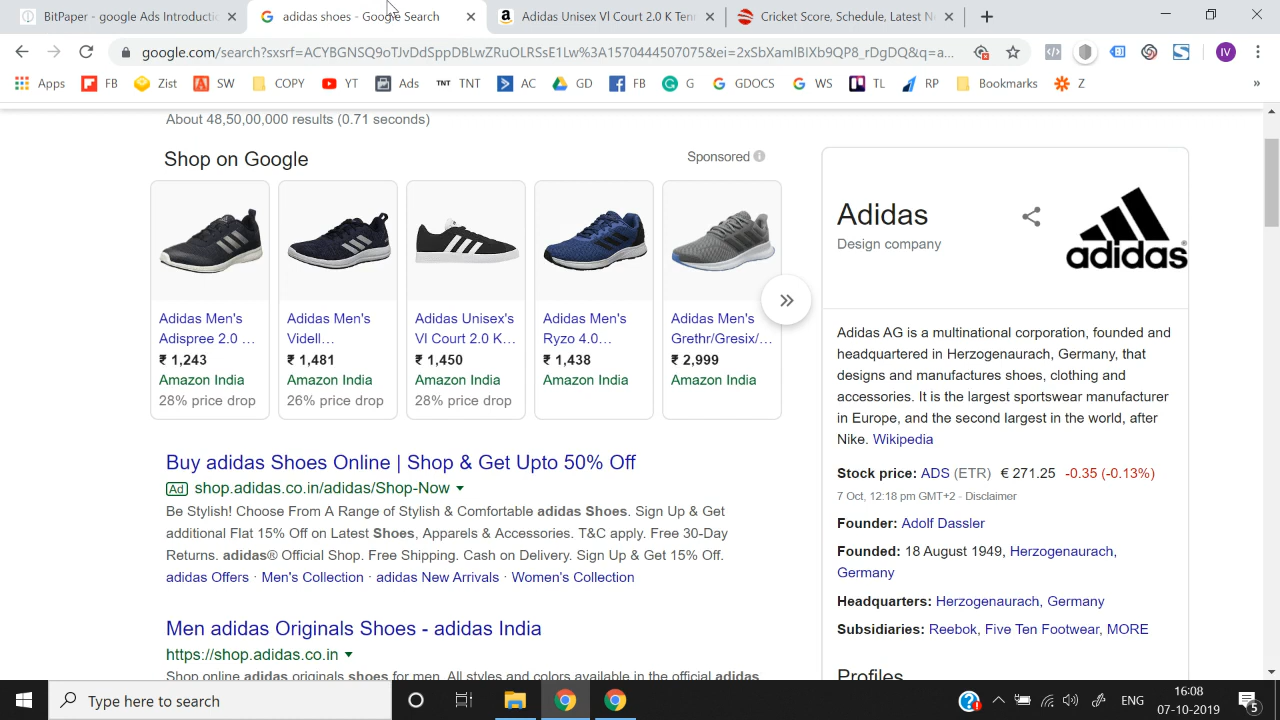 BitPaper - google Ads Introductic
adidas shoes - Google Search
Adidas Unisex Vl Court 2.0 K Ten
Cricket Score, Schedule, Latest N
google.com/search?sxsrf=ACYBGNSQ9oTJvDdSppDBLwZRuOLRSsE1Lw%3A1570444507075&ei=2xSbXamlBIXb9QP8_rDgDQ&q=a...
IV
Apps FB Zist SW COPY YT Ads TNT TNT AC GD FB G GDOCS WS TL RP Bookmarks Z »
About 48,50,00,000 results (0.71 seconds)
Shop on Google
Sponsored
Adidas Men's
Adispree 2.0 ...
₹ 1,243
Amazon India
28% price drop
Adidas Men's
Videll...
₹ 1,481
Amazon India
26% price drop
Adidas Unisex's
Vl Court 2.0 K...
₹ 1,450
Amazon India
28% price drop
Adidas Men's
Ryzo 4.0...
₹ 1,438
Amazon India
Adidas Men's
Grethr/Gresix/...
₹ 2,999
Amazon India
Buy adidas Shoes Online | Shop & Get Upto 50% Off
Ad shop.adidas.co.in/adidas/Shop-Now
Be Stylish! Choose From A Range of Stylish & Comfortable adidas Shoes. Sign Up & Get
additional Flat 15% Off on Latest Shoes, Apparels & Accessories. T&C apply. Free 30-Day
Returns. adidas® Official Shop. Free Shipping. Cash on Delivery. Sign Up & Get 15% Off.
adidas Offers · Men's Collection · adidas New Arrivals · Women's Collection
Men adidas Originals Shoes - adidas India
https://shop.adidas.co.in
Shop online adidas originals shoes for men. All styles and colors available in the official adidas
Adidas
Design company
adidas®
Adidas AG is a multinational corporation, founded and
headquartered in Herzogenaurach, Germany, that
designs and manufactures shoes, clothing and
accessories. It is the largest sportswear manufacturer
in Europe, and the second largest in the world, after
Nike. Wikipedia
Stock price: ADS (ETR) € 271.25 -0.35 (-0.13%)
7 Oct, 12:18 pm GMT+2 · Disclaimer
Founder: Adolf Dassler
Founded: 18 August 1949, Herzogenaurach,
Germany
Headquarters: Herzogenaurach, Germany
Subsidiaries: Reebok, Five Ten Footwear, MORE
Profiles
Type here to search
ENG
16:08
07-10-2019
5